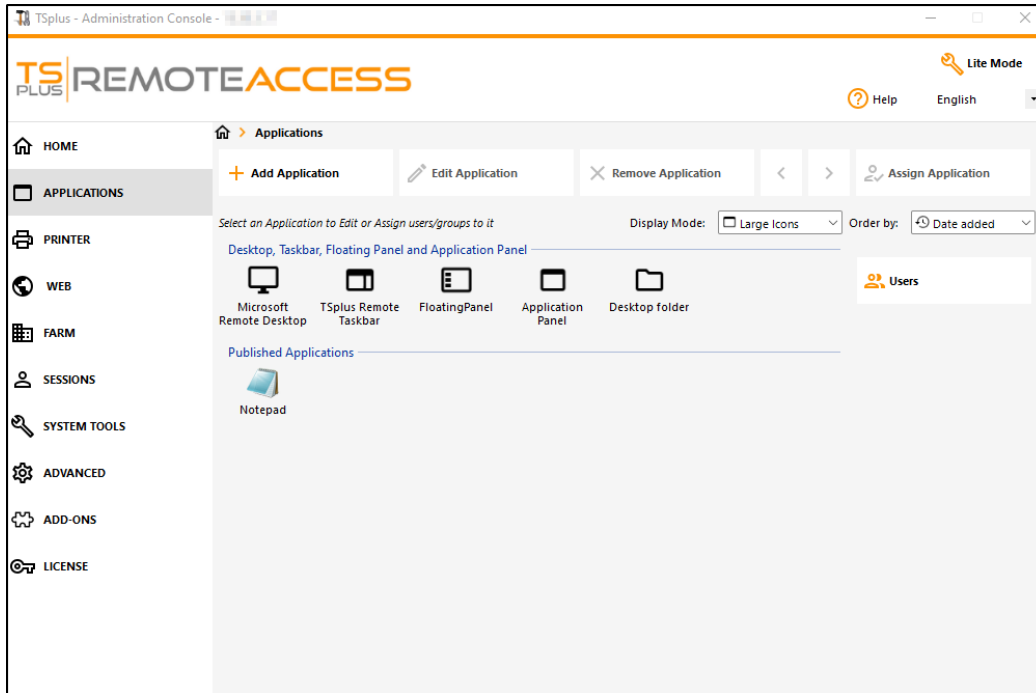 TSplus - Administration Console -
TS PLUS REMOTEACCESS
Lite Mode
Help English
HOME
APPLICATIONS
PRINTER
WEB
FARM
SESSIONS
SYSTEM TOOLS
ADVANCED
ADD-ONS
LICENSE
Applications
Add Application Edit Application Remove Application Assign Application
Select an Application to Edit or Assign users/groups to it Display Mode: Large Icons Order by: Date added
Desktop, Taskbar, Floating Panel and Application Panel
Microsoft Remote Desktop
TSplus Remote Taskbar
FloatingPanel
Application Panel
Desktop folder
Users
Published Applications
Notepad